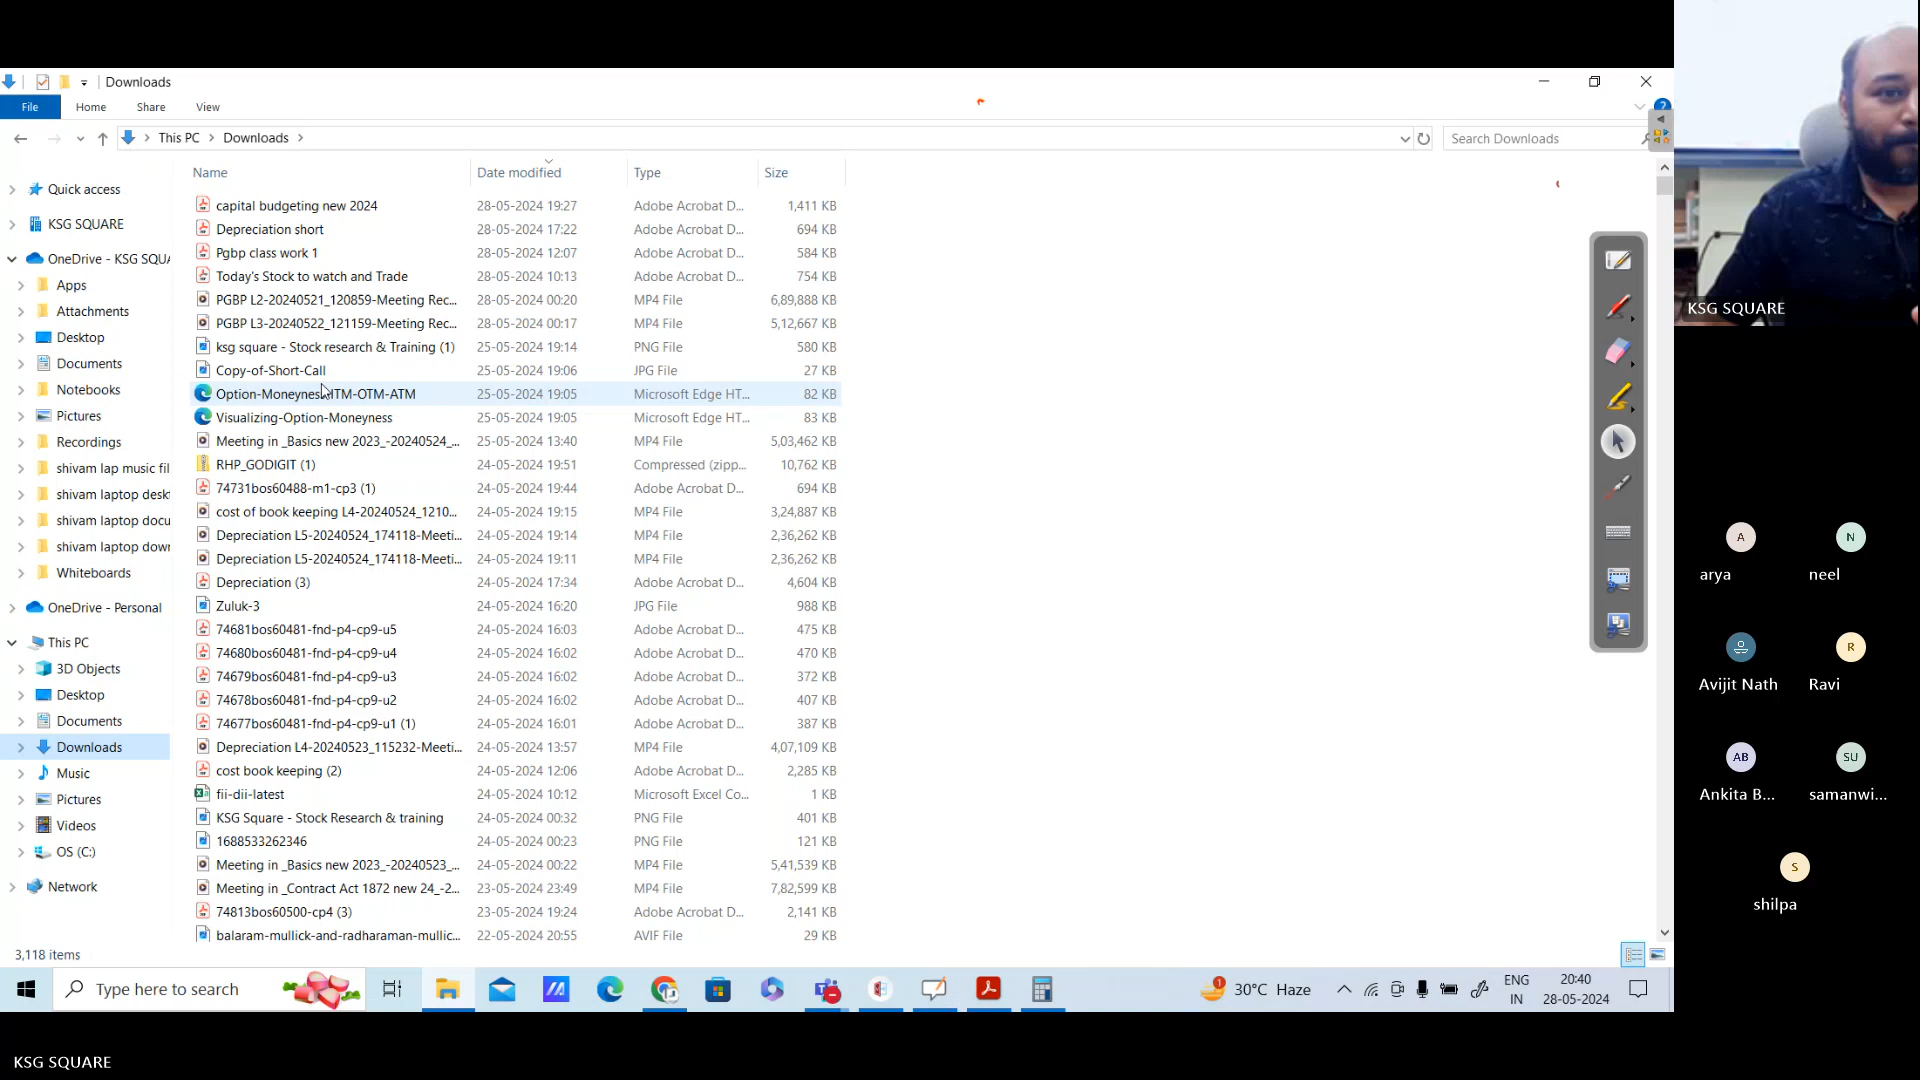 Downloads
File Home Share View
This PC Downloads
Search Downloads
Name Date modified Type Size
capital budgeting new 2024 28-05-2024 19:27 Adobe Acrobat D... 1,411 KB
Depreciation short 28-05-2024 17:22 Adobe Acrobat D... 694 KB
Pgbp class work 1 28-05-2024 12:07 Adobe Acrobat D... 584 KB
Today's Stock to watch and Trade 28-05-2024 10:13 Adobe Acrobat D... 754 KB
PGBP L2-20240521_120859-Meeting Rec... 28-05-2024 00:20 MP4 File 6,89,888 KB
PGBP L3-20240522_121159-Meeting Rec... 28-05-2024 00:17 MP4 File 5,12,667 KB
ksg square - Stock research & Training (1) 25-05-2024 19:14 PNG File 580 KB
Copy-of-Short-Call 25-05-2024 19:06 JPG File 27 KB
Option-Moneyness-ITM-OTM-ATM 25-05-2024 19:05 Microsoft Edge HT... 82 KB
Visualizing-Option-Moneyness 25-05-2024 19:05 Microsoft Edge HT... 83 KB
Meeting in _Basics new 2023_-20240524_... 25-05-2024 13:40 MP4 File 5,03,462 KB
RHP_GODIGIT (1) 24-05-2024 19:51 Compressed (zipp... 10,762 KB
74731bos60488-m1-cp3 (1) 24-05-2024 19:44 Adobe Acrobat D... 694 KB
cost of book keeping L4-20240524_1210... 24-05-2024 19:15 MP4 File 3,24,887 KB
Depreciation L5-20240524_174118-Meeti... 24-05-2024 19:14 MP4 File 2,36,262 KB
Depreciation L5-20240524_174118-Meeti... 24-05-2024 19:11 MP4 File 2,36,262 KB
Depreciation (3) 24-05-2024 17:34 Adobe Acrobat D... 4,604 KB
Zuluk-3 24-05-2024 16:20 JPG File 988 KB
74681bos60481-fnd-p4-cp9-u5 24-05-2024 16:03 Adobe Acrobat D... 475 KB
74680bos60481-fnd-p4-cp9-u4 24-05-2024 16:02 Adobe Acrobat D... 470 KB
74679bos60481-fnd-p4-cp9-u3 24-05-2024 16:02 Adobe Acrobat D... 372 KB
74678bos60481-fnd-p4-cp9-u2 24-05-2024 16:02 Adobe Acrobat D... 407 KB
74677bos60481-fnd-p4-cp9-u1 (1) 24-05-2024 16:01 Adobe Acrobat D... 387 KB
Depreciation L4-20240523_115232-Meeti... 24-05-2024 13:57 MP4 File 4,07,109 KB
cost book keeping (2) 24-05-2024 12:06 Adobe Acrobat D... 2,285 KB
fii-dii-latest 24-05-2024 10:12 Microsoft Excel Co... 1 KB
KSG Square - Stock Research & training 24-05-2024 00:32 PNG File 401 KB
1688533262346 24-05-2024 00:23 PNG File 121 KB
Meeting in _Basics new 2023_-20240523_... 24-05-2024 00:22 MP4 File 5,41,539 KB
Meeting in _Contract Act 1872 new 24_-2... 23-05-2024 23:49 MP4 File 7,82,599 KB
74813bos60500-cp4 (3) 23-05-2024 19:24 Adobe Acrobat D... 2,141 KB
balaram-mullick-and-radharaman-mullic... 22-05-2024 20:55 AVIF File 29 KB
Quick access
KSG SQUARE
OneDrive - KSG SQUA
Apps
Attachments
Desktop
Documents
Notebooks
Pictures
Recordings
shivam lap music fil
shivam laptop desk
shivam laptop docu
shivam laptop dow
Whiteboards
OneDrive - Personal
This PC
3D Objects
Desktop
Documents
Downloads
Music
Pictures
Videos
OS (C:)
Network
3,118 items
Type here to search
1 30°C Haze
ENG
IN
20:40
28-05-2024
KSG SQUARE
A N
arya neel
R
Avijit Nath Ravi
AB SU
Ankita B... samanwi...
S
shilpa
KSG SQUARE